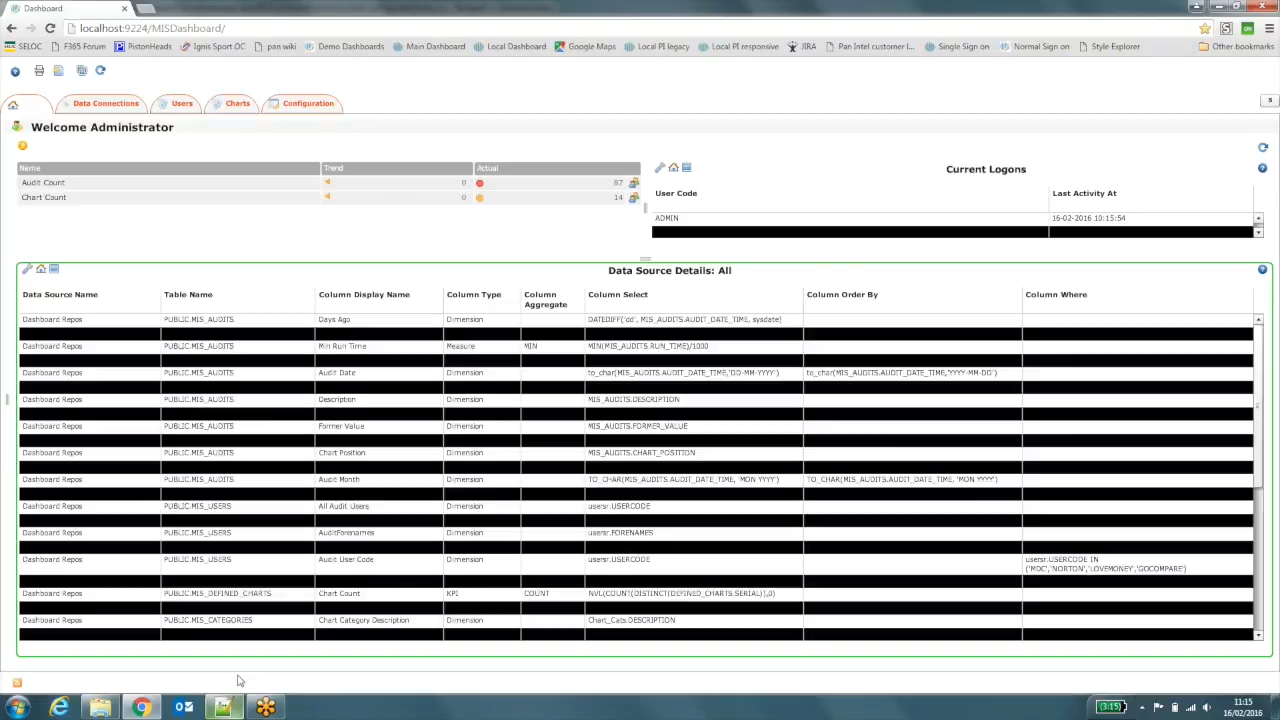 Dashboard
localhost:9224/MISDashboard/
SELOC F365 Forum PistonHeads Ignis Sport OC pan wiki Demo Dashboards Main Dashboard Local Dashboard Google Maps Local PI legacy Local PI responsive JIRA Pan Intel customer l... Single Sign on Normal Sign on Style Explorer Other bookmarks
Data Connections Users Charts Configuration
Welcome Administrator
Name Trend Actual
Audit Count 0 87
Chart Count 0 14
Current Logons
User Code Last Activity At
ADMIN 16-02-2016 10:15:54
Data Source Details: All
Data Source Name Table Name Column Display Name Column Type Column Aggregate Column Select Column Order By Column Where
Dashboard Repos PUBLIC.MIS_AUDITS Days Ago Dimension DATEDIFF('dd', MIS_AUDITS.AUDIT_DATE_TIME, sysdate)
Dashboard Repos PUBLIC.MIS_AUDITS Min Run Time Measure MIN MIN(MIS_AUDITS.RUN_TIME)/1000
Dashboard Repos PUBLIC.MIS_AUDITS Audit Date Dimension to_char(MIS_AUDITS.AUDIT_DATE_TIME,'DD-MM-YYYY') to_char(MIS_AUDITS.AUDIT_DATE_TIME,'YYYY-MM-DD')
Dashboard Repos PUBLIC.MIS_AUDITS Description Dimension MIS_AUDITS.DESCRIPTION
Dashboard Repos PUBLIC.MIS_AUDITS Former Value Dimension MIS_AUDITS.FORMER_VALUE
Dashboard Repos PUBLIC.MIS_AUDITS Chart Position Dimension MIS_AUDITS.CHART_POSITION
Dashboard Repos PUBLIC.MIS_AUDITS Audit Month Dimension TO_CHAR(MIS_AUDITS.AUDIT_DATE_TIME, 'MON YYYY') TO_CHAR(MIS_AUDITS.AUDIT_DATE_TIME, 'MON YYYY')
Dashboard Repos PUBLIC.MIS_USERS All Audit Users Dimension usersr.USERCODE
Dashboard Repos PUBLIC.MIS_USERS AuditForenames Dimension usersr.FORENAMES
Dashboard Repos PUBLIC.MIS_USERS Audit User Code Dimension usersr.USERCODE usersr.USERCODE IN
('MDC','NORTON','LOVEMONEY','GOCOMPARE')
Dashboard Repos PUBLIC.MIS_DEFINED_CHARTS Chart Count KPI COUNT NVL(COUNT(DISTINCT(DEFINED_CHARTS.SERIAL)),0)
Dashboard Repos PUBLIC.MIS_CATEGORIES Chart Category Description Dimension Chart_Cats.DESCRIPTION
(3:15) 11:15
16/02/2016